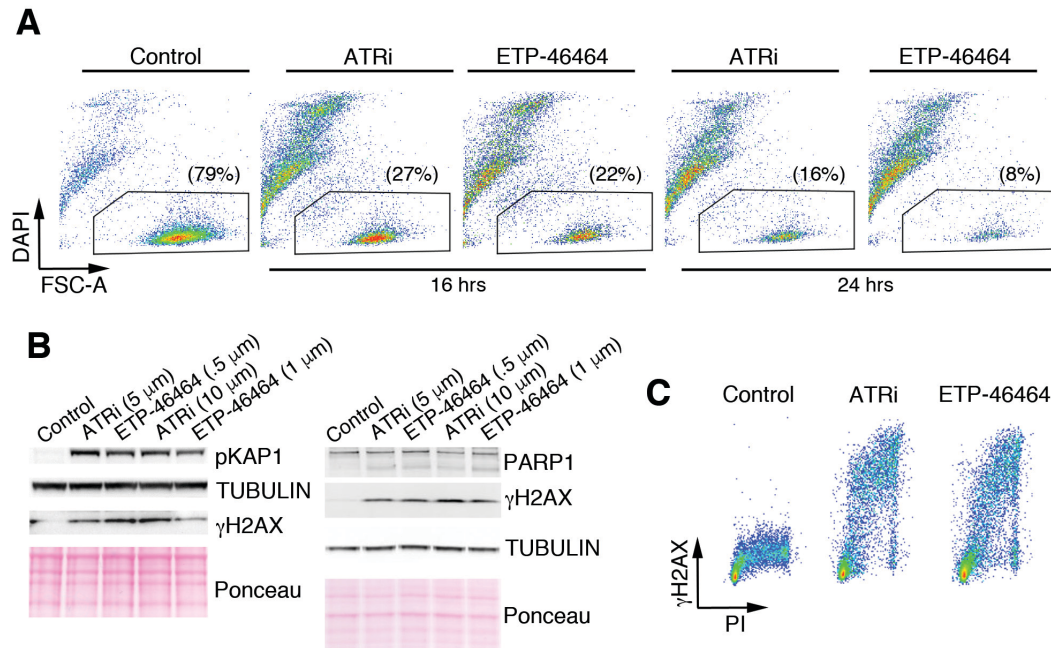 A
Control ATRi ETP-46464 ATRi ETP-46464
(79%) (27%) (22%) (16%) (8%)
DAPI
FSC-A
16 hrs 24 hrs
B
Control
ATRi (5 μm)
ETP-46464 (.5 μm)
ATRi (10 μm)
ETP-46464 (1 μm)
pKAP1
TUBULIN
γH2AX
Ponceau
Control
ATRi (5 μm)
ETP-46464 (.5 μm)
ATRi (10 μm)
ETP-46464 (1 μm)
PARP1
γH2AX
TUBULIN
Ponceau
C
Control ATRi ETP-46464
γH2AX
PI